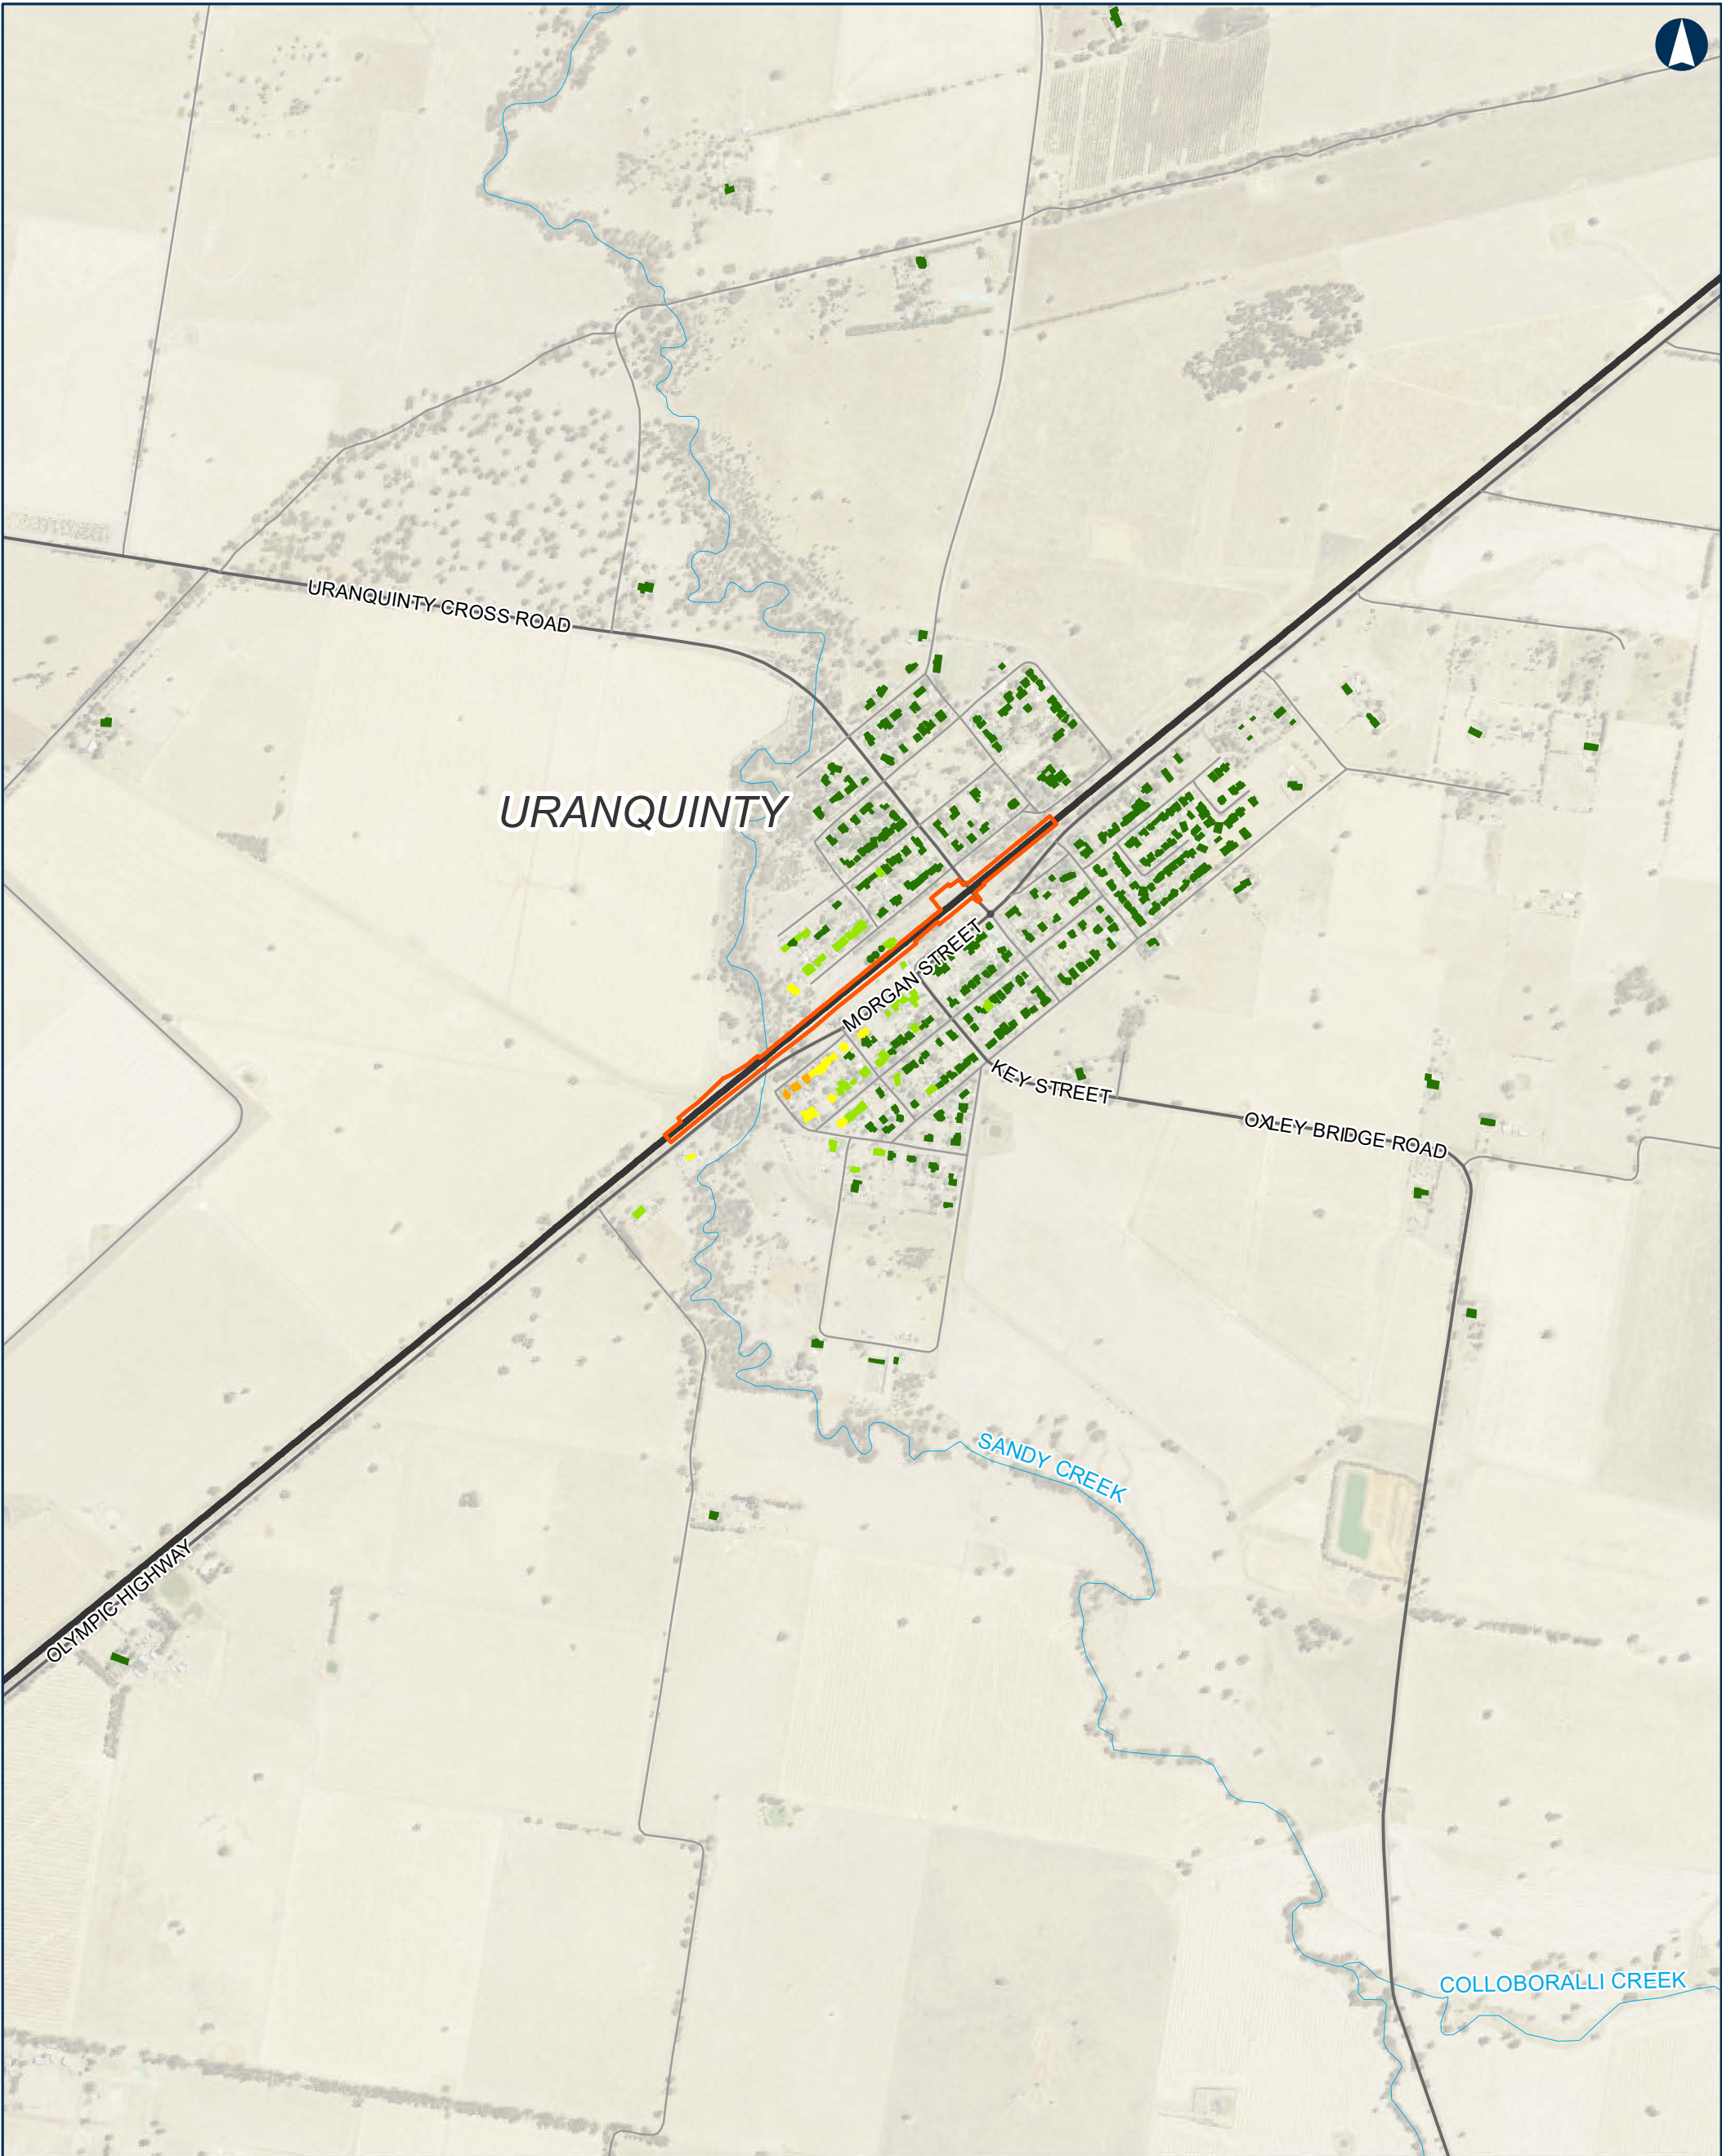 URANQUINTY CROSS ROAD
URANQUINTY
MORGAN STREET
KEY STREET
OXLEY BRIDGE ROAD
SANDY CREEK
OLYMPIC HIGHWAY
COLLOBORALLI CREEK